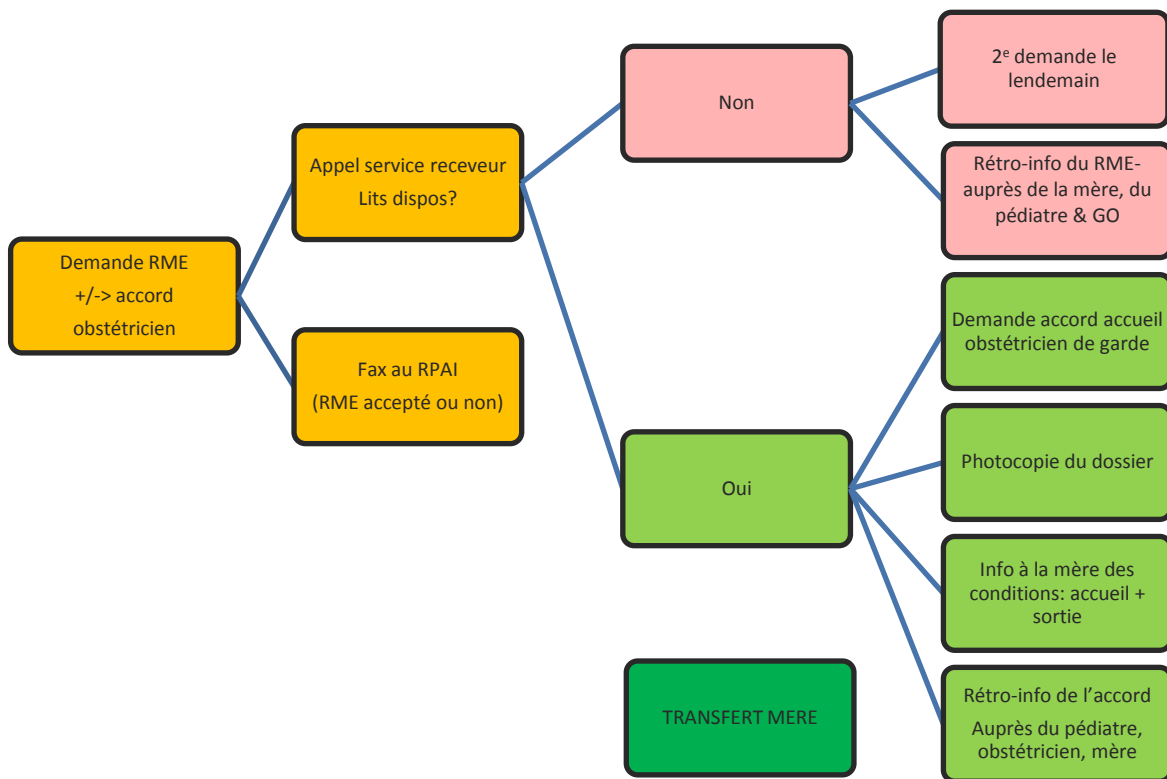 Demande RME
+/-> accord
obstétricien
Appel service receveur
Lits dispos?
Fax au RPAI
(RME accepté ou non)
Non
2e demande le
lendemain
Rétro-info du RME-
auprès de la mère, du
pédiatre & GO
Oui
Demande accord accueil
obstétricien de garde
Photocopie du dossier
Info à la mère des
conditions: accueil +
sortie
Rétro-info de l’accord
Auprès du pédiatre,
obstétricien, mère
TRANSFERT MERE